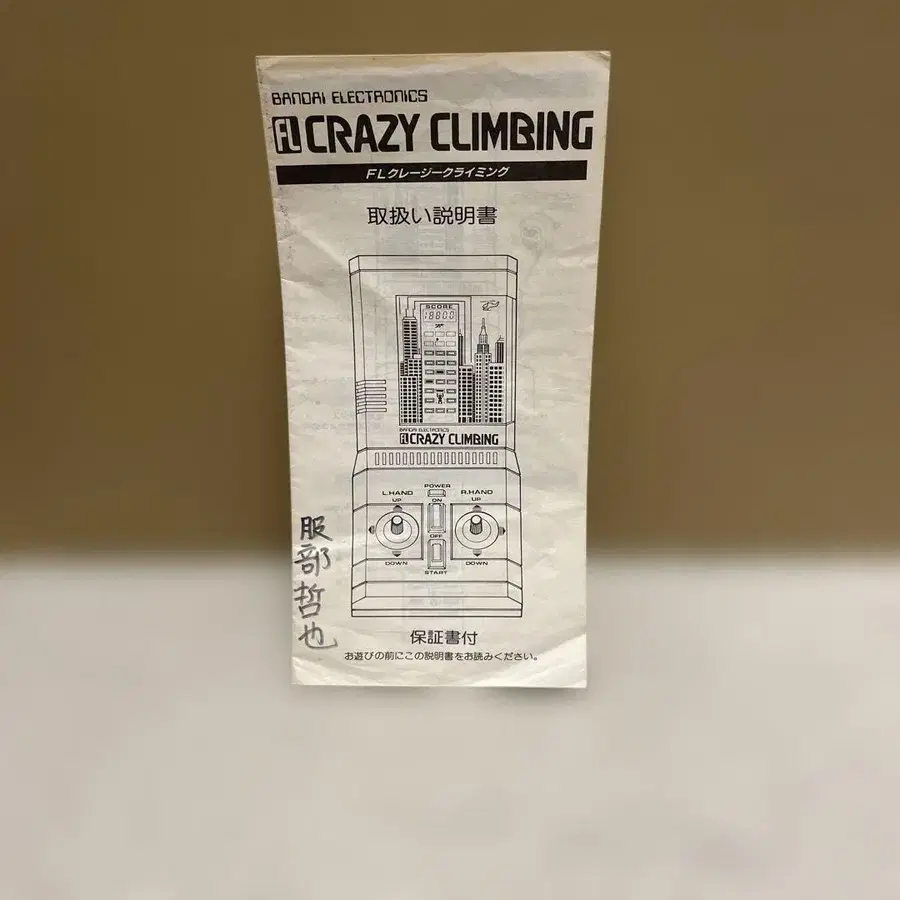 BANDAI ELECTRONICS
FL CRAZY CLIMBING
FLクレージークライミング
取扱い説明書
SCORE
18800
BANDAI ELECTRONICS
FL CRAZY CLIMBING
POWER
L.HAND
R.HAND
UP
ON
UP
OFF
DOWN
DOWN
START
服部哲也
保証書付
お遊びの前にこの説明書をお読みください。